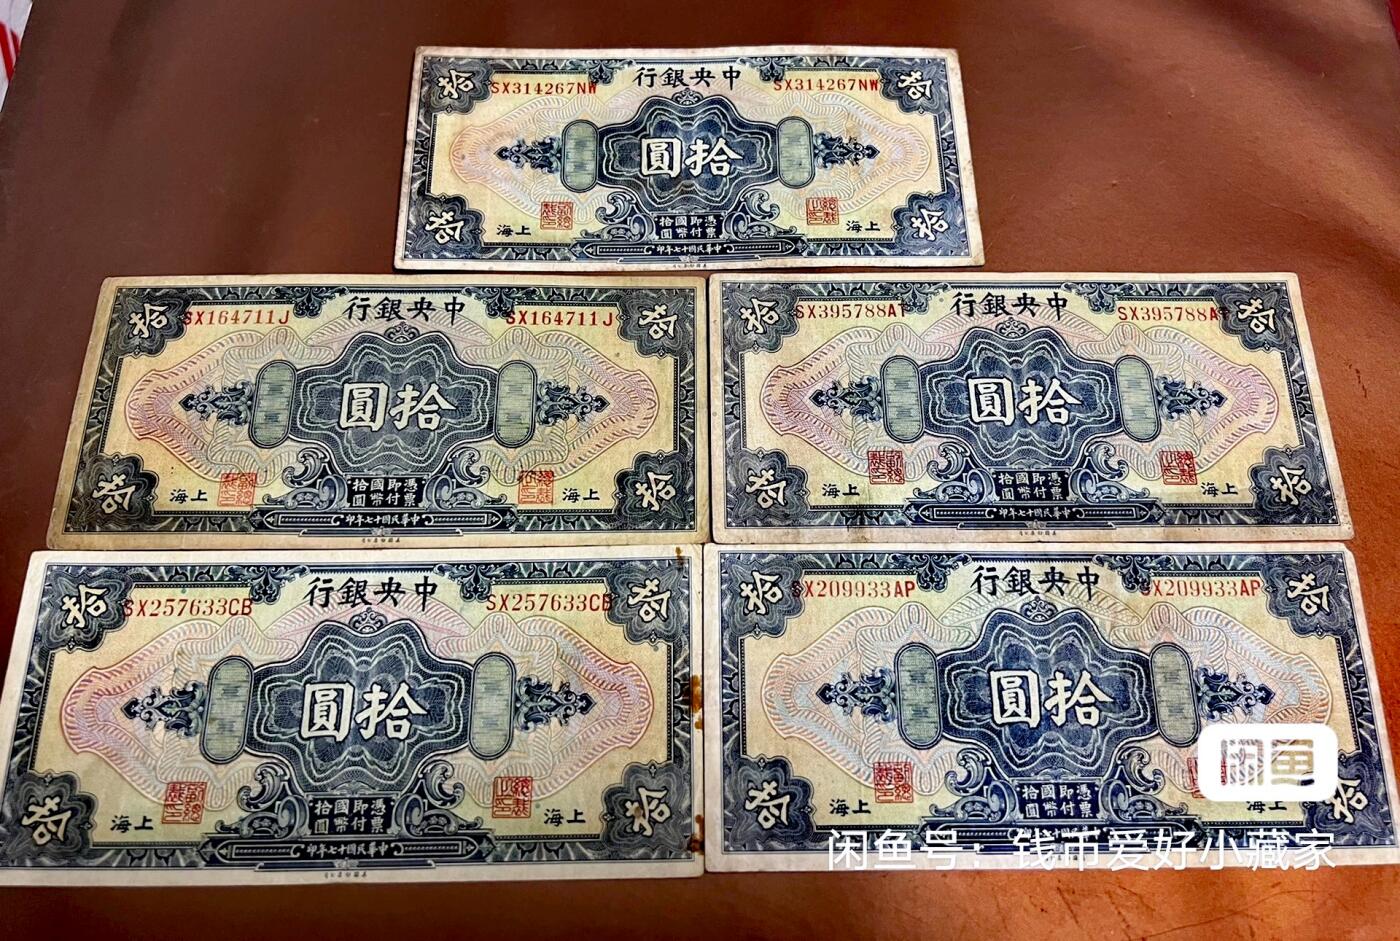 中央銀行
拾
SX314267NW
SX314267NW
拾
拾圓
拾
上海
憑票即付國幣拾圓
上海
拾
中華民國十七年印
中央銀行
拾
SX164711J
SX164711J
拾
拾圓
拾
上海
憑票即付國幣拾圓
上海
拾
中華民國十七年印
中央銀行
拾
SX395788A
SX395788A
拾
拾圓
拾
上海
憑票即付國幣拾圓
上海
拾
中華民國十七年印
中央銀行
拾
SX257633CB
SX257633CB
拾
拾圓
拾
上海
憑票即付國幣拾圓
上海
拾
中華民國十七年印
中央銀行
拾
SX209933AP
SX209933AP
拾
拾圓
拾
上海
憑票即付國幣拾圓
上海
拾
闲鱼
闲鱼号：钱币爱好小藏家